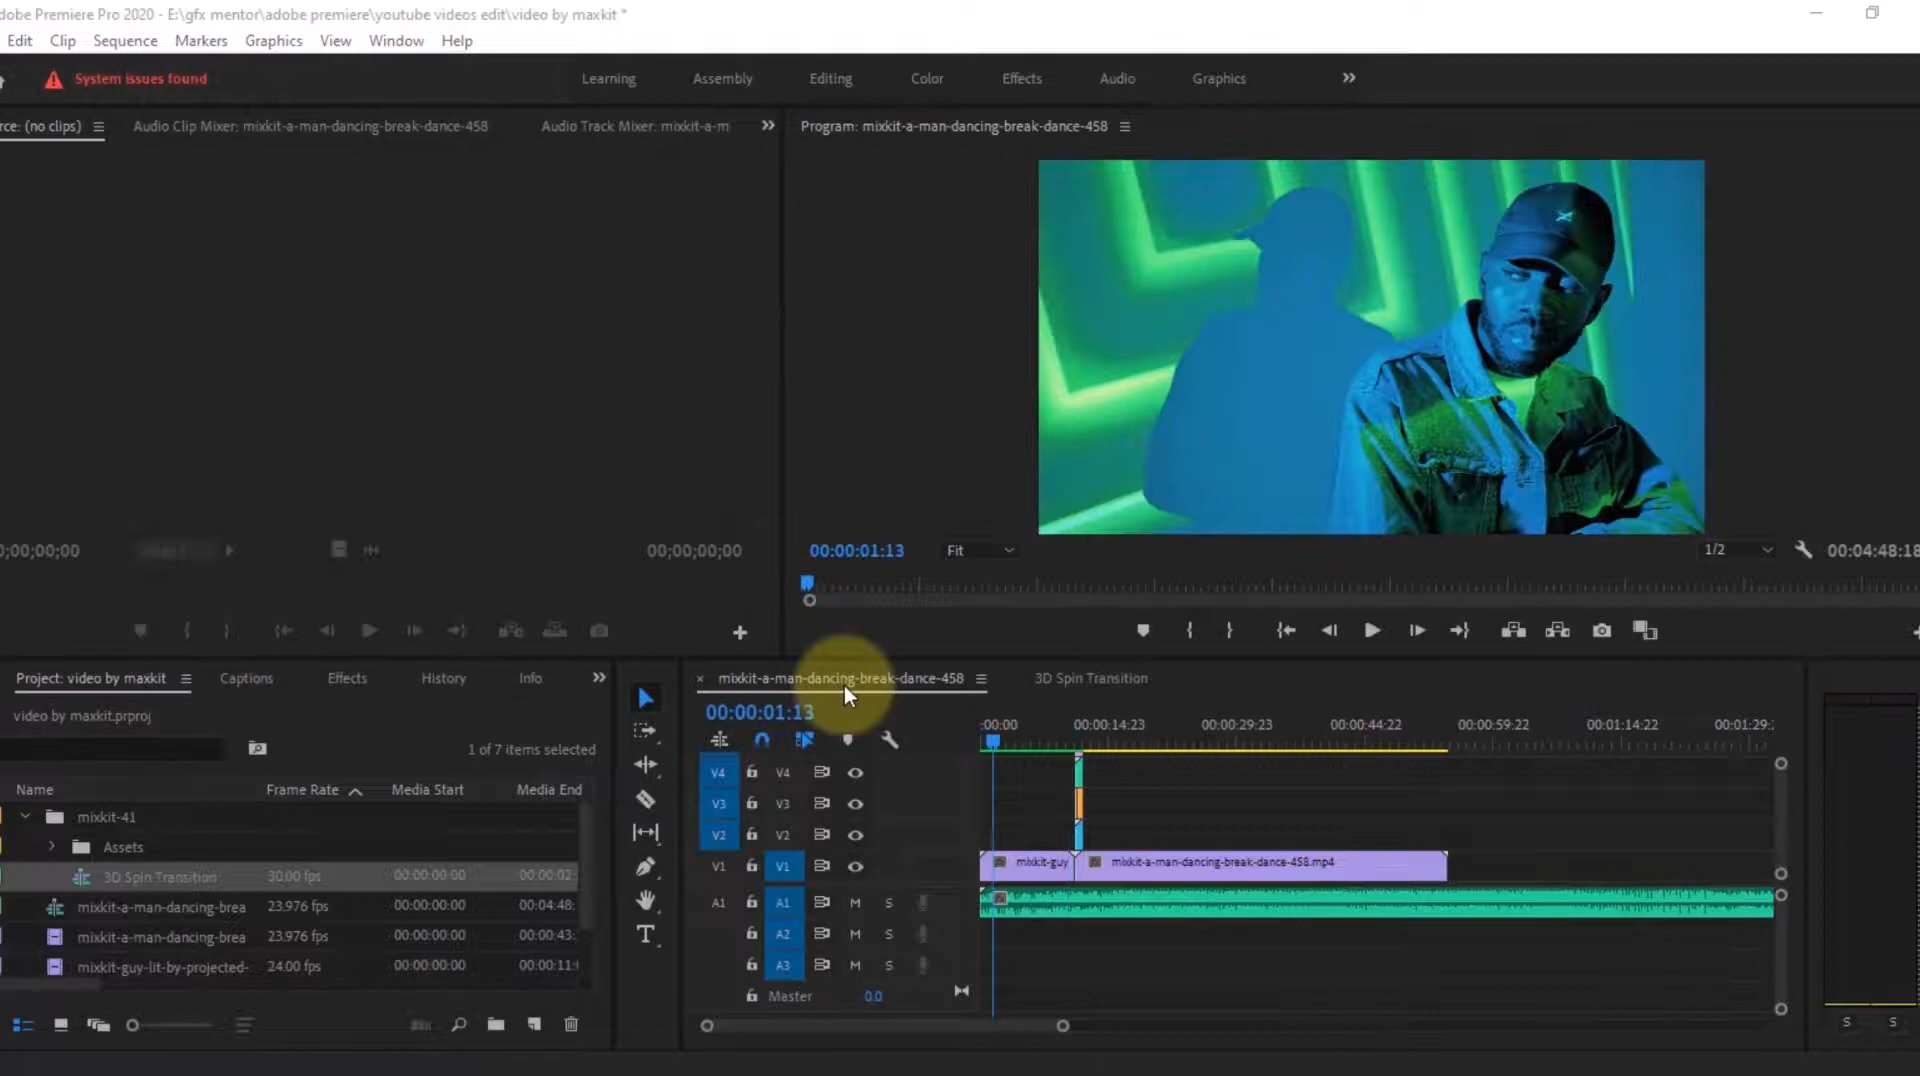 dobe Premiere Pro 2020 - E:\gfx mentor\adobe premiere\youtube videos edit\video by maxkit *
Edit Clip Sequence Markers Graphics View Window Help
System issues found Learning Assembly Editing Color Effects Audio Graphics
rce: (no clips) Audio Clip Mixer: mixkit-a-man-dancing-break-dance-458 Audio Track Mixer: mixkit-a-m
Program: mixkit-a-man-dancing-break-dance-458
0;00;00;00 00;00;00;00
00:00:01:13 Fit 1/2 00:04:48:18
Project: video by maxkit Captions Effects History Info
video by maxkit.prproj
1 of 7 items selected
Name Frame Rate Media Start Media End
mixkit-41
Assets
3D Spin Transition 30.00 fps 00:00:00:00 00:00:02:
mixkit-a-man-dancing-brea 23.976 fps 00:00:00:00 00:04:48:
mixkit-a-man-dancing-brea 23.976 fps 00:00:00:00 00:00:43:
mixkit-guy-lit-by-projected- 24.00 fps 00:00:00:00 00:00:11:
T
mixkit-a-man-dancing-break-dance-458 3D Spin Transition
00:00:01:13
:00:00 00:00:14:23 00:00:29:23 00:00:44:22 00:00:59:22 00:01:14:22 00:01:29:
V4 V4
V3 V3
V2 V2
V1 V1 mixkit-guy mixkit-a-man-dancing-break-dance-458.mp4
A1 A1 M S
A2 M S
A3 M S
Master 0.0
S S